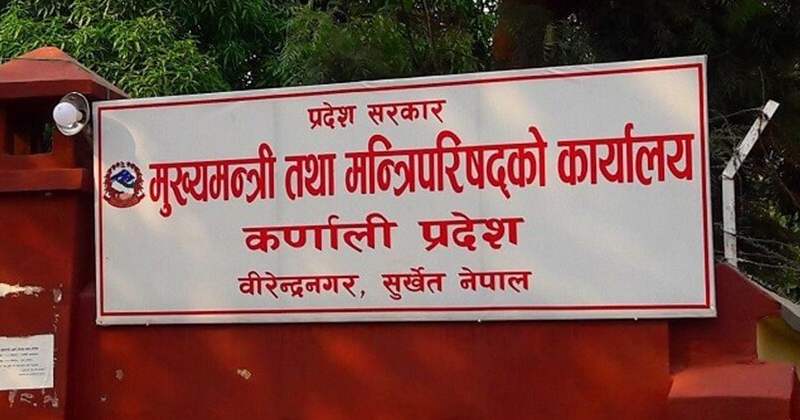 प्रदेश सरकार
मुख्यमन्त्री तथा मन्त्रिपरिषद्को कार्यालय
कर्णाली प्रदेश
वीरेन्द्रनगर, सुर्खेत नेपाल